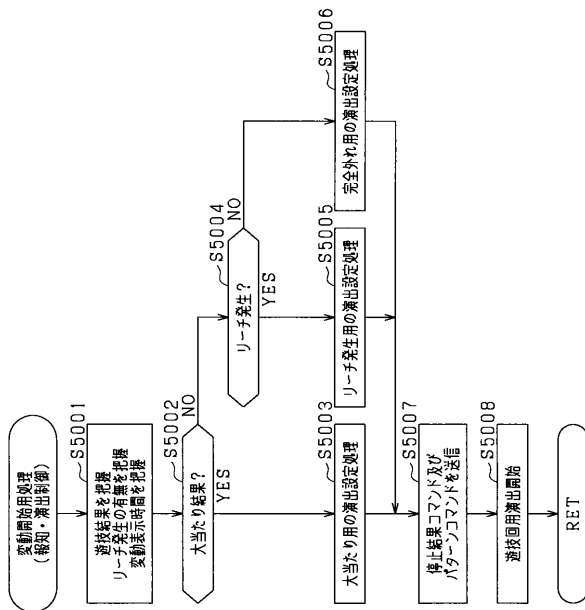 変動開始用処理
(報知・演出制御)
S5001
遊技結果を把握
リーチ発生の有無を把握
変動表示時間を把握
S5002
大当たり結果?
NO
YES
S5004
リーチ発生?
NO
YES
S5003
大当たり用の演出設定処理
S5005
リーチ発生用の演出設定処理
S5006
完全外れ用の演出設定処理
S5007
停止結果コマンド及び
パターンコマンドを送信
S5008
遊技回用演出開始
RET